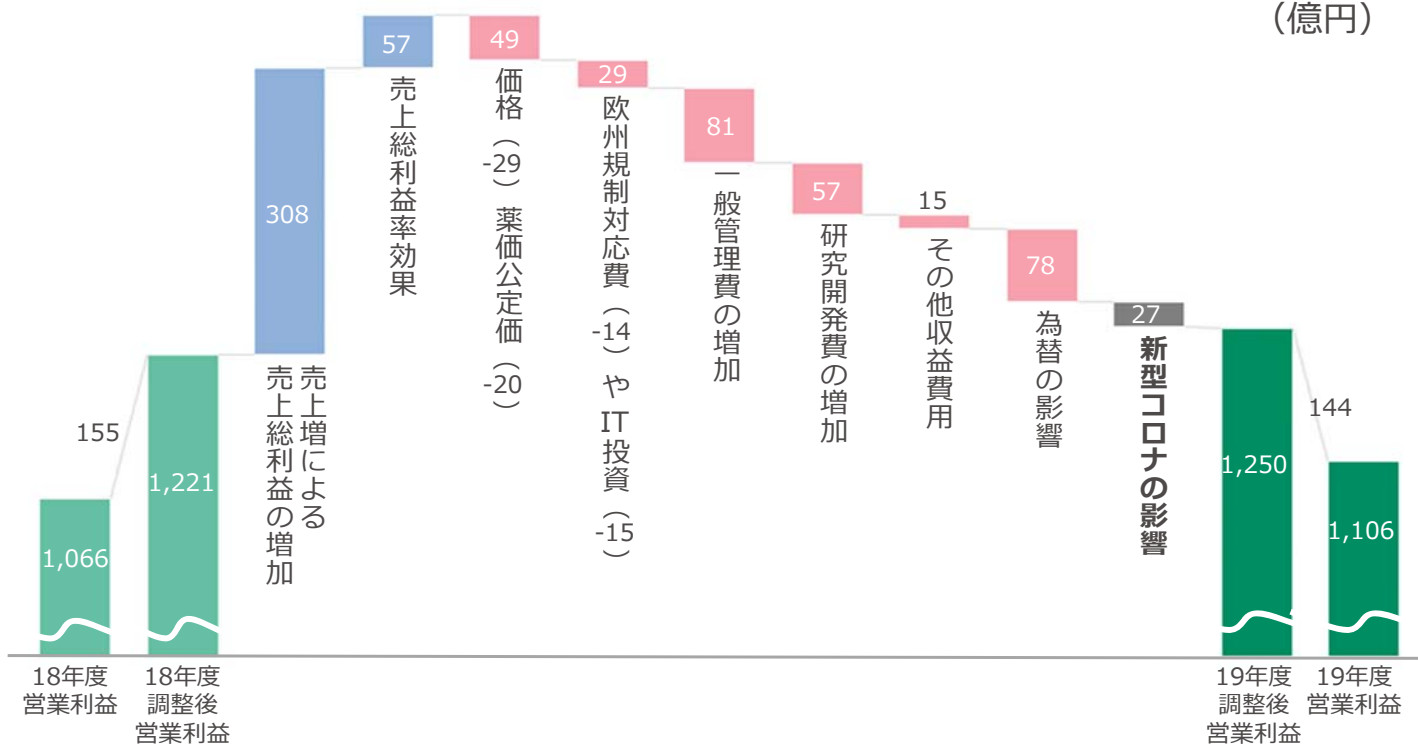 (億円)
1,066
18年度
営業利益
155
1,221
18年度
調整後
営業利益
308
売上増による
売上総利益の増加
57
売上総利益率効果
49
価格(-29)薬価公定価(-20)
29
欧州規制対応費(-14)やIT投資(-15)
81
一般管理費の増加
57
研究開発費の増加
15
その他収益費用
78
為替の影響
27
新型コロナの影響
1,250
19年度
調整後
営業利益
144
1,106
19年度
営業利益